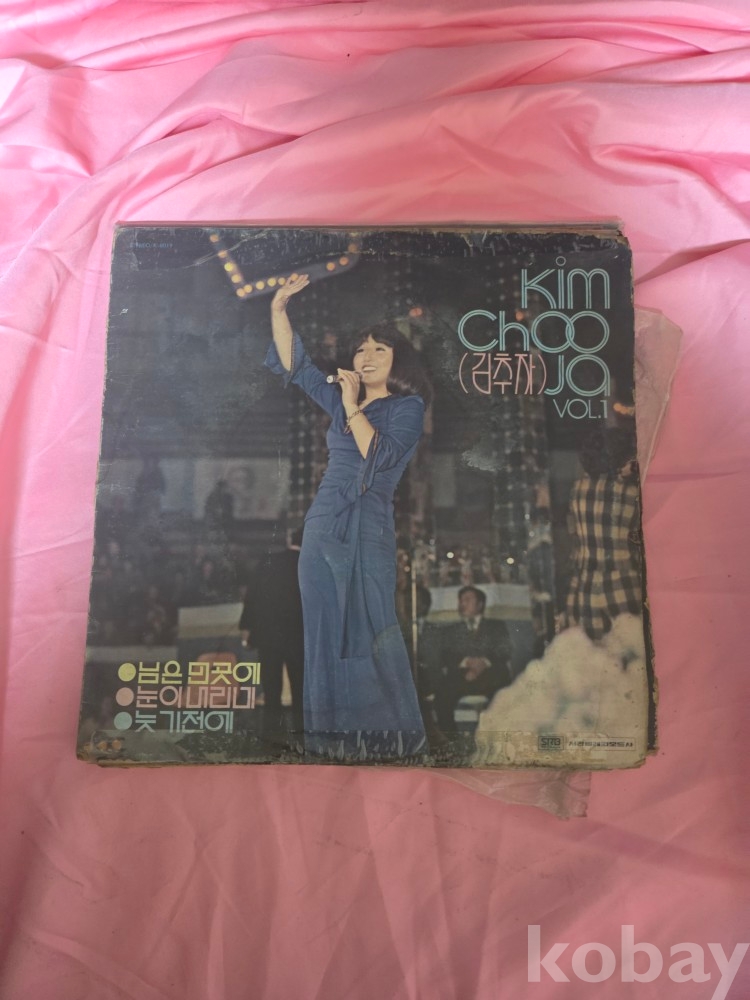 Kim
Choo
(김추자) Ja
VOL.1
●님은 먼곳에
●눈이내리네
●늦기전에
SRB
kobay